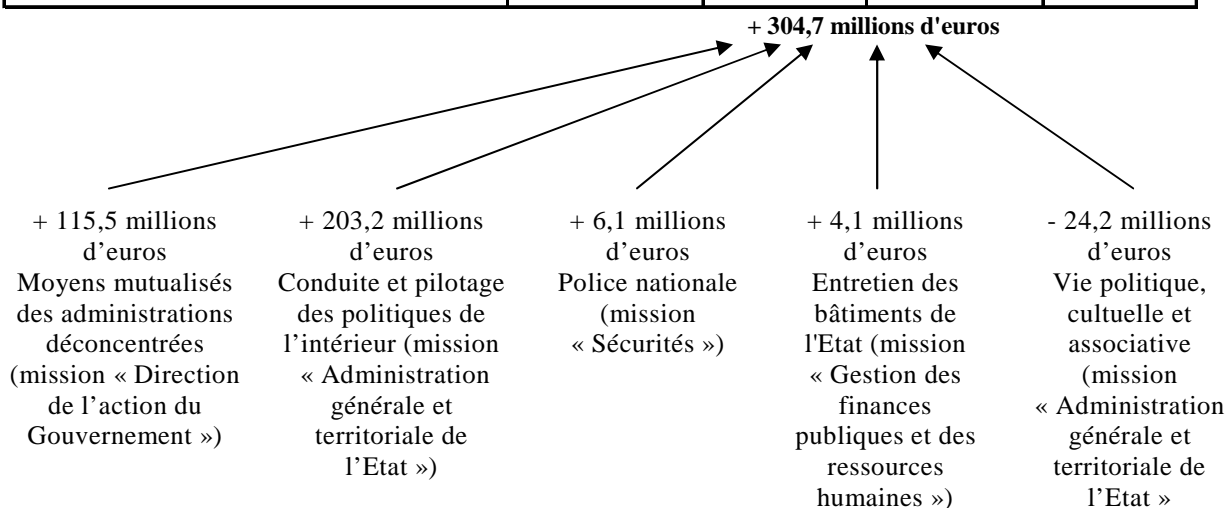 + 304,7 millions d'euros
+ 115,5 millions
d’euros
Moyens mutualisés
des administrations
déconcentrées
(mission « Direction
de l’action du
Gouvernement »)
+ 203,2 millions
d’euros
Conduite et pilotage
des politiques de
l’intérieur (mission
« Administration
générale et
territoriale de
l’Etat »)
+ 6,1 millions
d’euros
Police nationale
(mission
« Sécurités »)
+ 4,1 millions
d’euros
Entretien des
bâtiments de
l'Etat (mission
« Gestion des
finances
publiques et des
ressources
humaines »)
- 24,2 millions
d’euros
Vie politique,
cultuelle et
associative
(mission
« Administration
générale et
territoriale de
l’Etat »